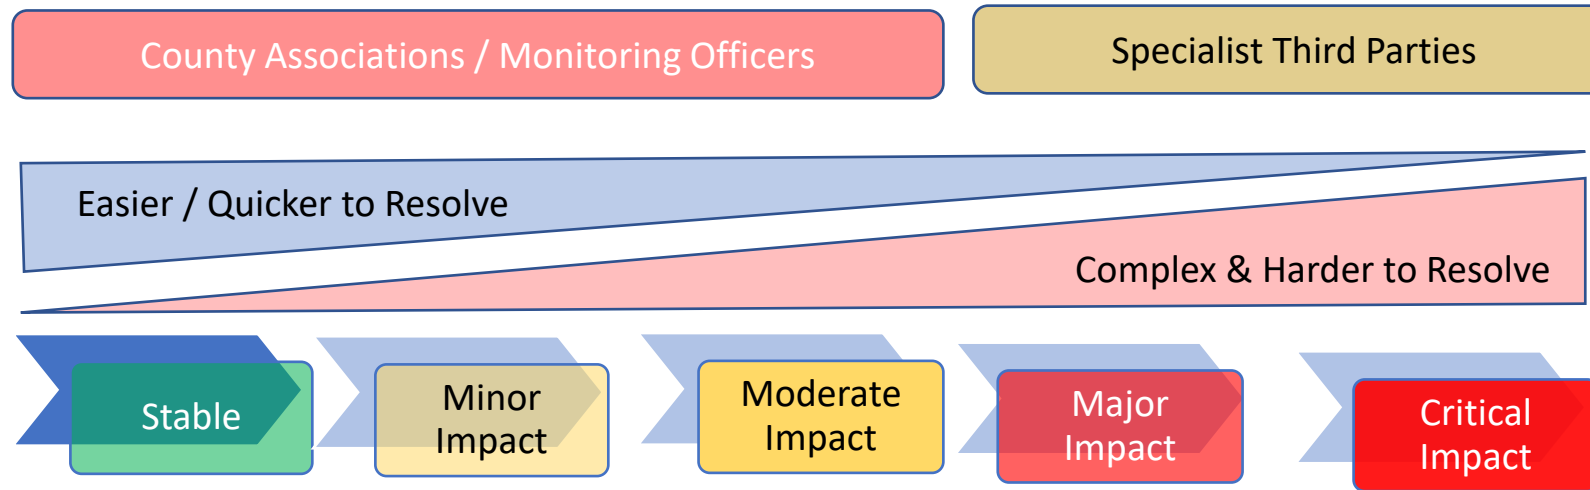 County Associations / Monitoring Officers
Specialist Third Parties
Easier / Quicker to Resolve
Complex & Harder to Resolve
Stable
Minor
Impact
Moderate
Impact
Major
Impact
Critical
Impact